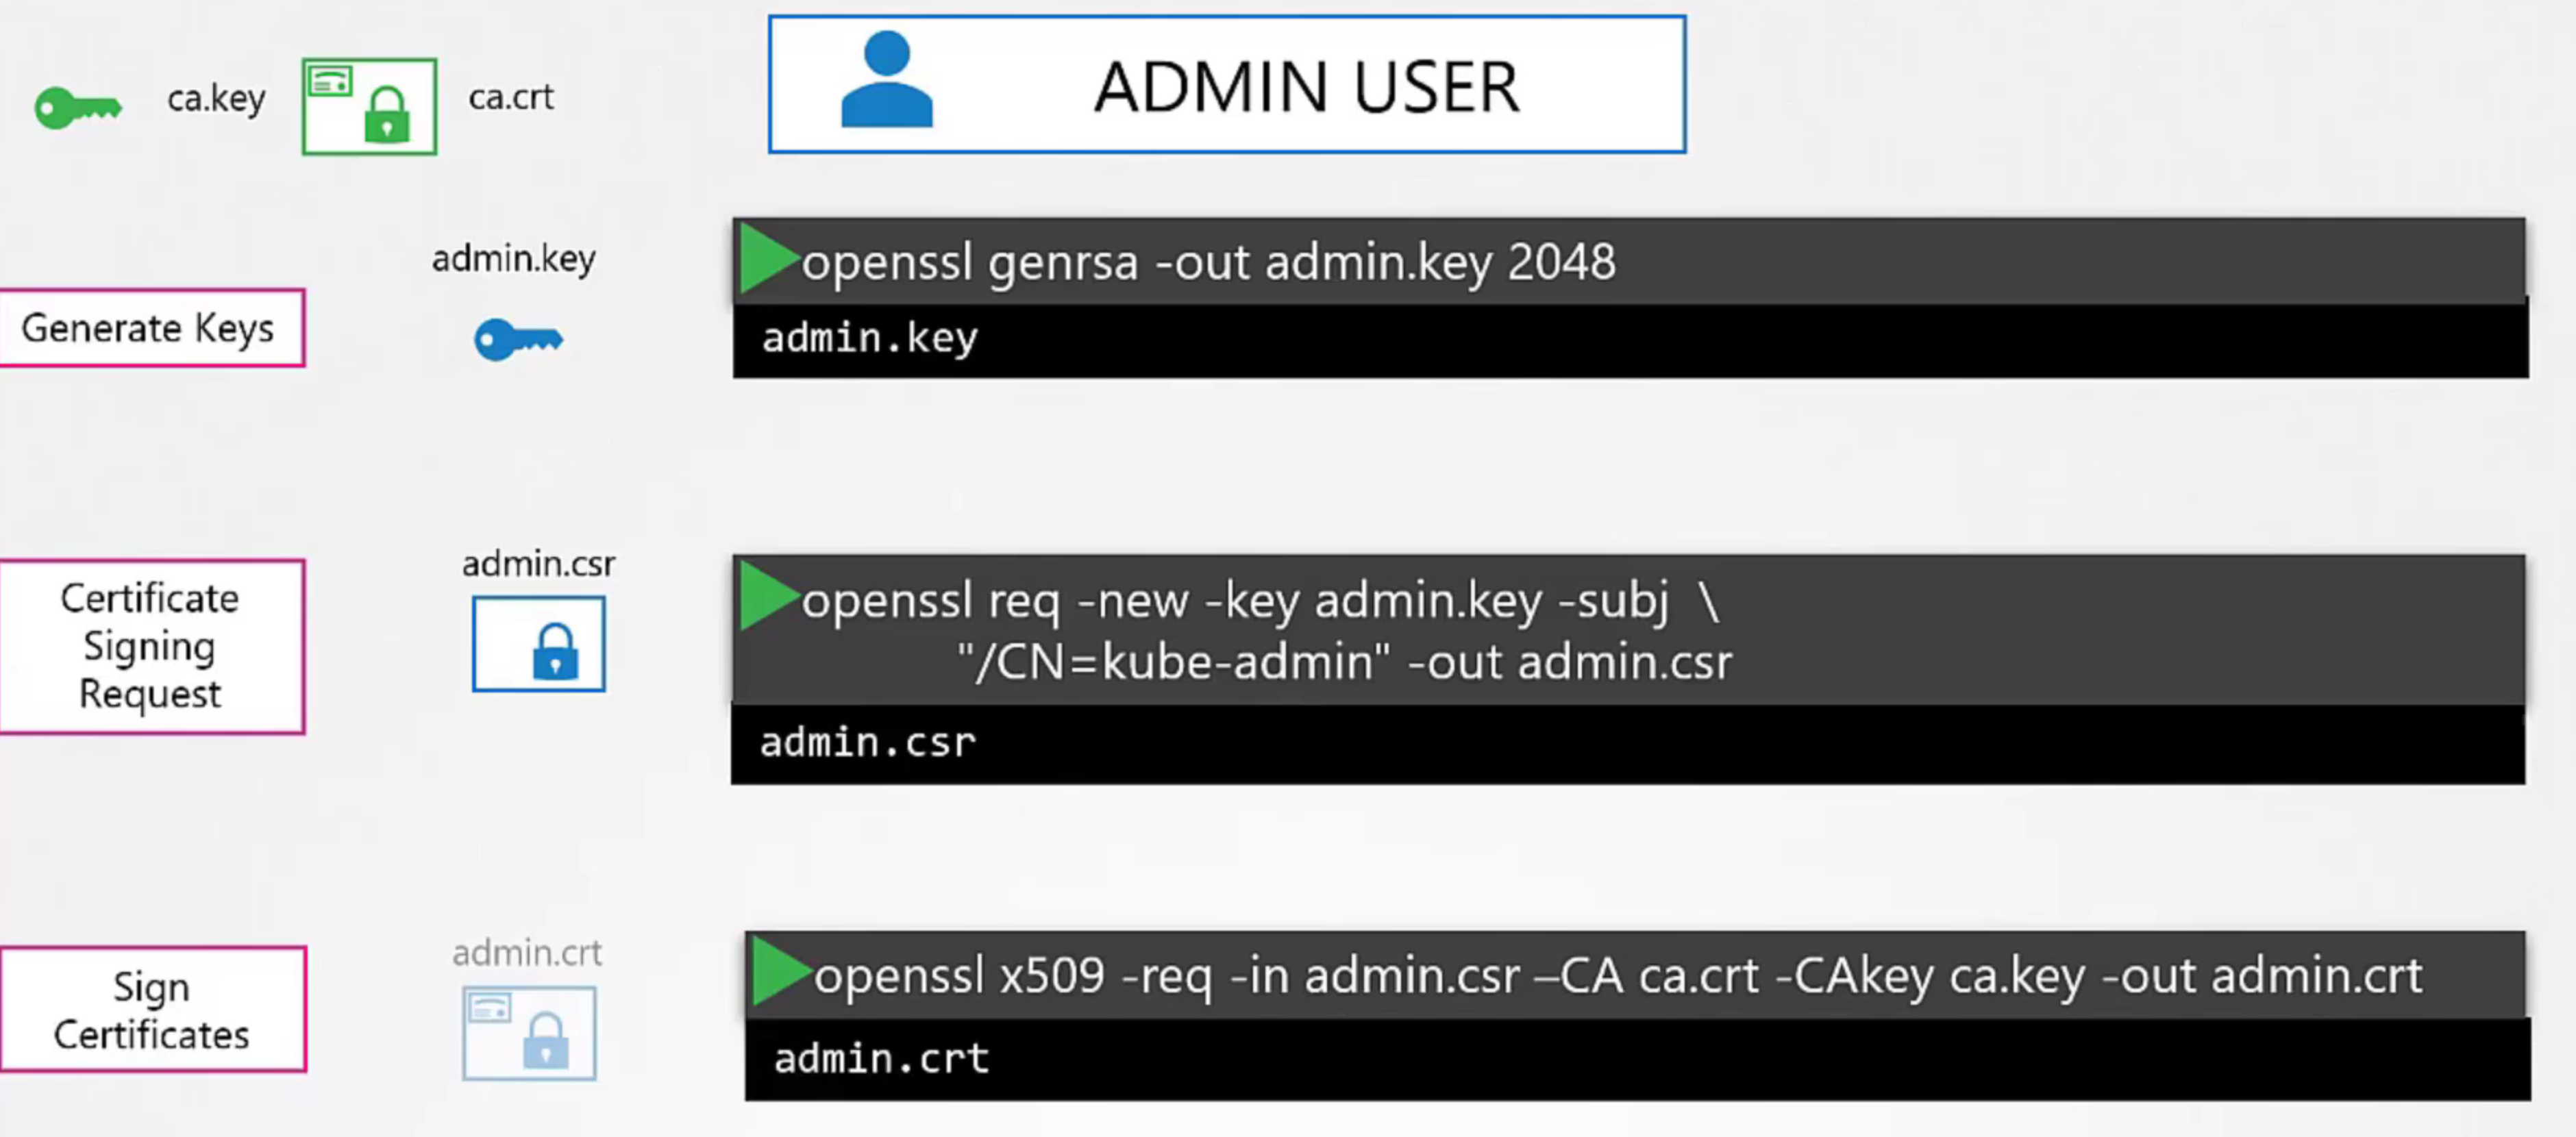 ca.key
ca.crt
ADMIN USER
Generate Keys
admin.key
openssl genrsa -out admin.key 2048
admin.key
Certificate
Signing
Request
admin.csr
openssl req -new -key admin.key -subj \
"/CN=kube-admin" -out admin.csr
admin.csr
Sign
Certificates
admin.crt
openssl x509 -req -in admin.csr –CA ca.crt -CAkey ca.key -out admin.crt
admin.crt